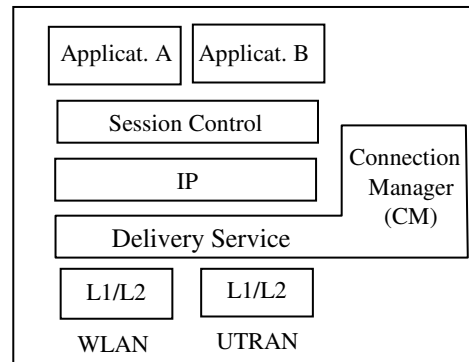 Applicat. A
Applicat. B
Session Control
IP
Connection
Manager
(CM)
Delivery Service
L1/L2
L1/L2
WLAN
UTRAN